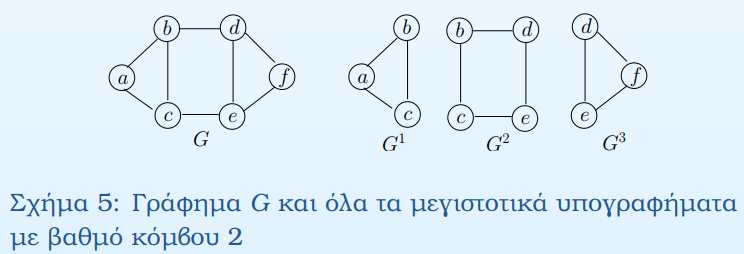 b d b b d d
a f a f
c e c c e e
G G¹ G² G³
Σχήμα 5: Γράφημα G και όλα τα μεγιστοτικά υπογραφήματα
με βαθμό κόμβου 2